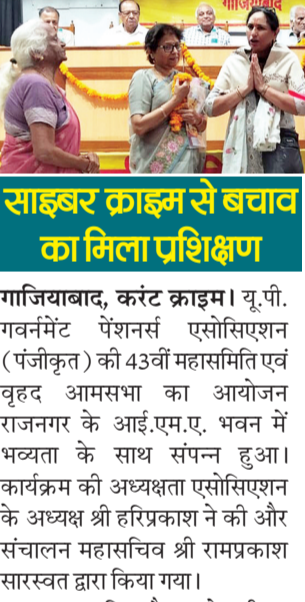 गाजियाबाद
साइबर क्राइम से बचाव
का मिला प्रशिक्षण
गाजियाबाद, करंट क्राइम। यू.पी.
गवर्नमेंट पेंशनर्स एसोसिएशन
(पंजीकृत) की 43वीं महासमिति एवं
वृहद आमसभा का आयोजन
राजनगर के आई.एम.ए. भवन में
भव्यता के साथ संपन्न हुआ।
कार्यक्रम की अध्यक्षता एसोसिएशन
के अध्यक्ष श्री हरिप्रकाश ने की और
संचालन महासचिव श्री रामप्रकाश
सारस्वत द्वारा किया गया।